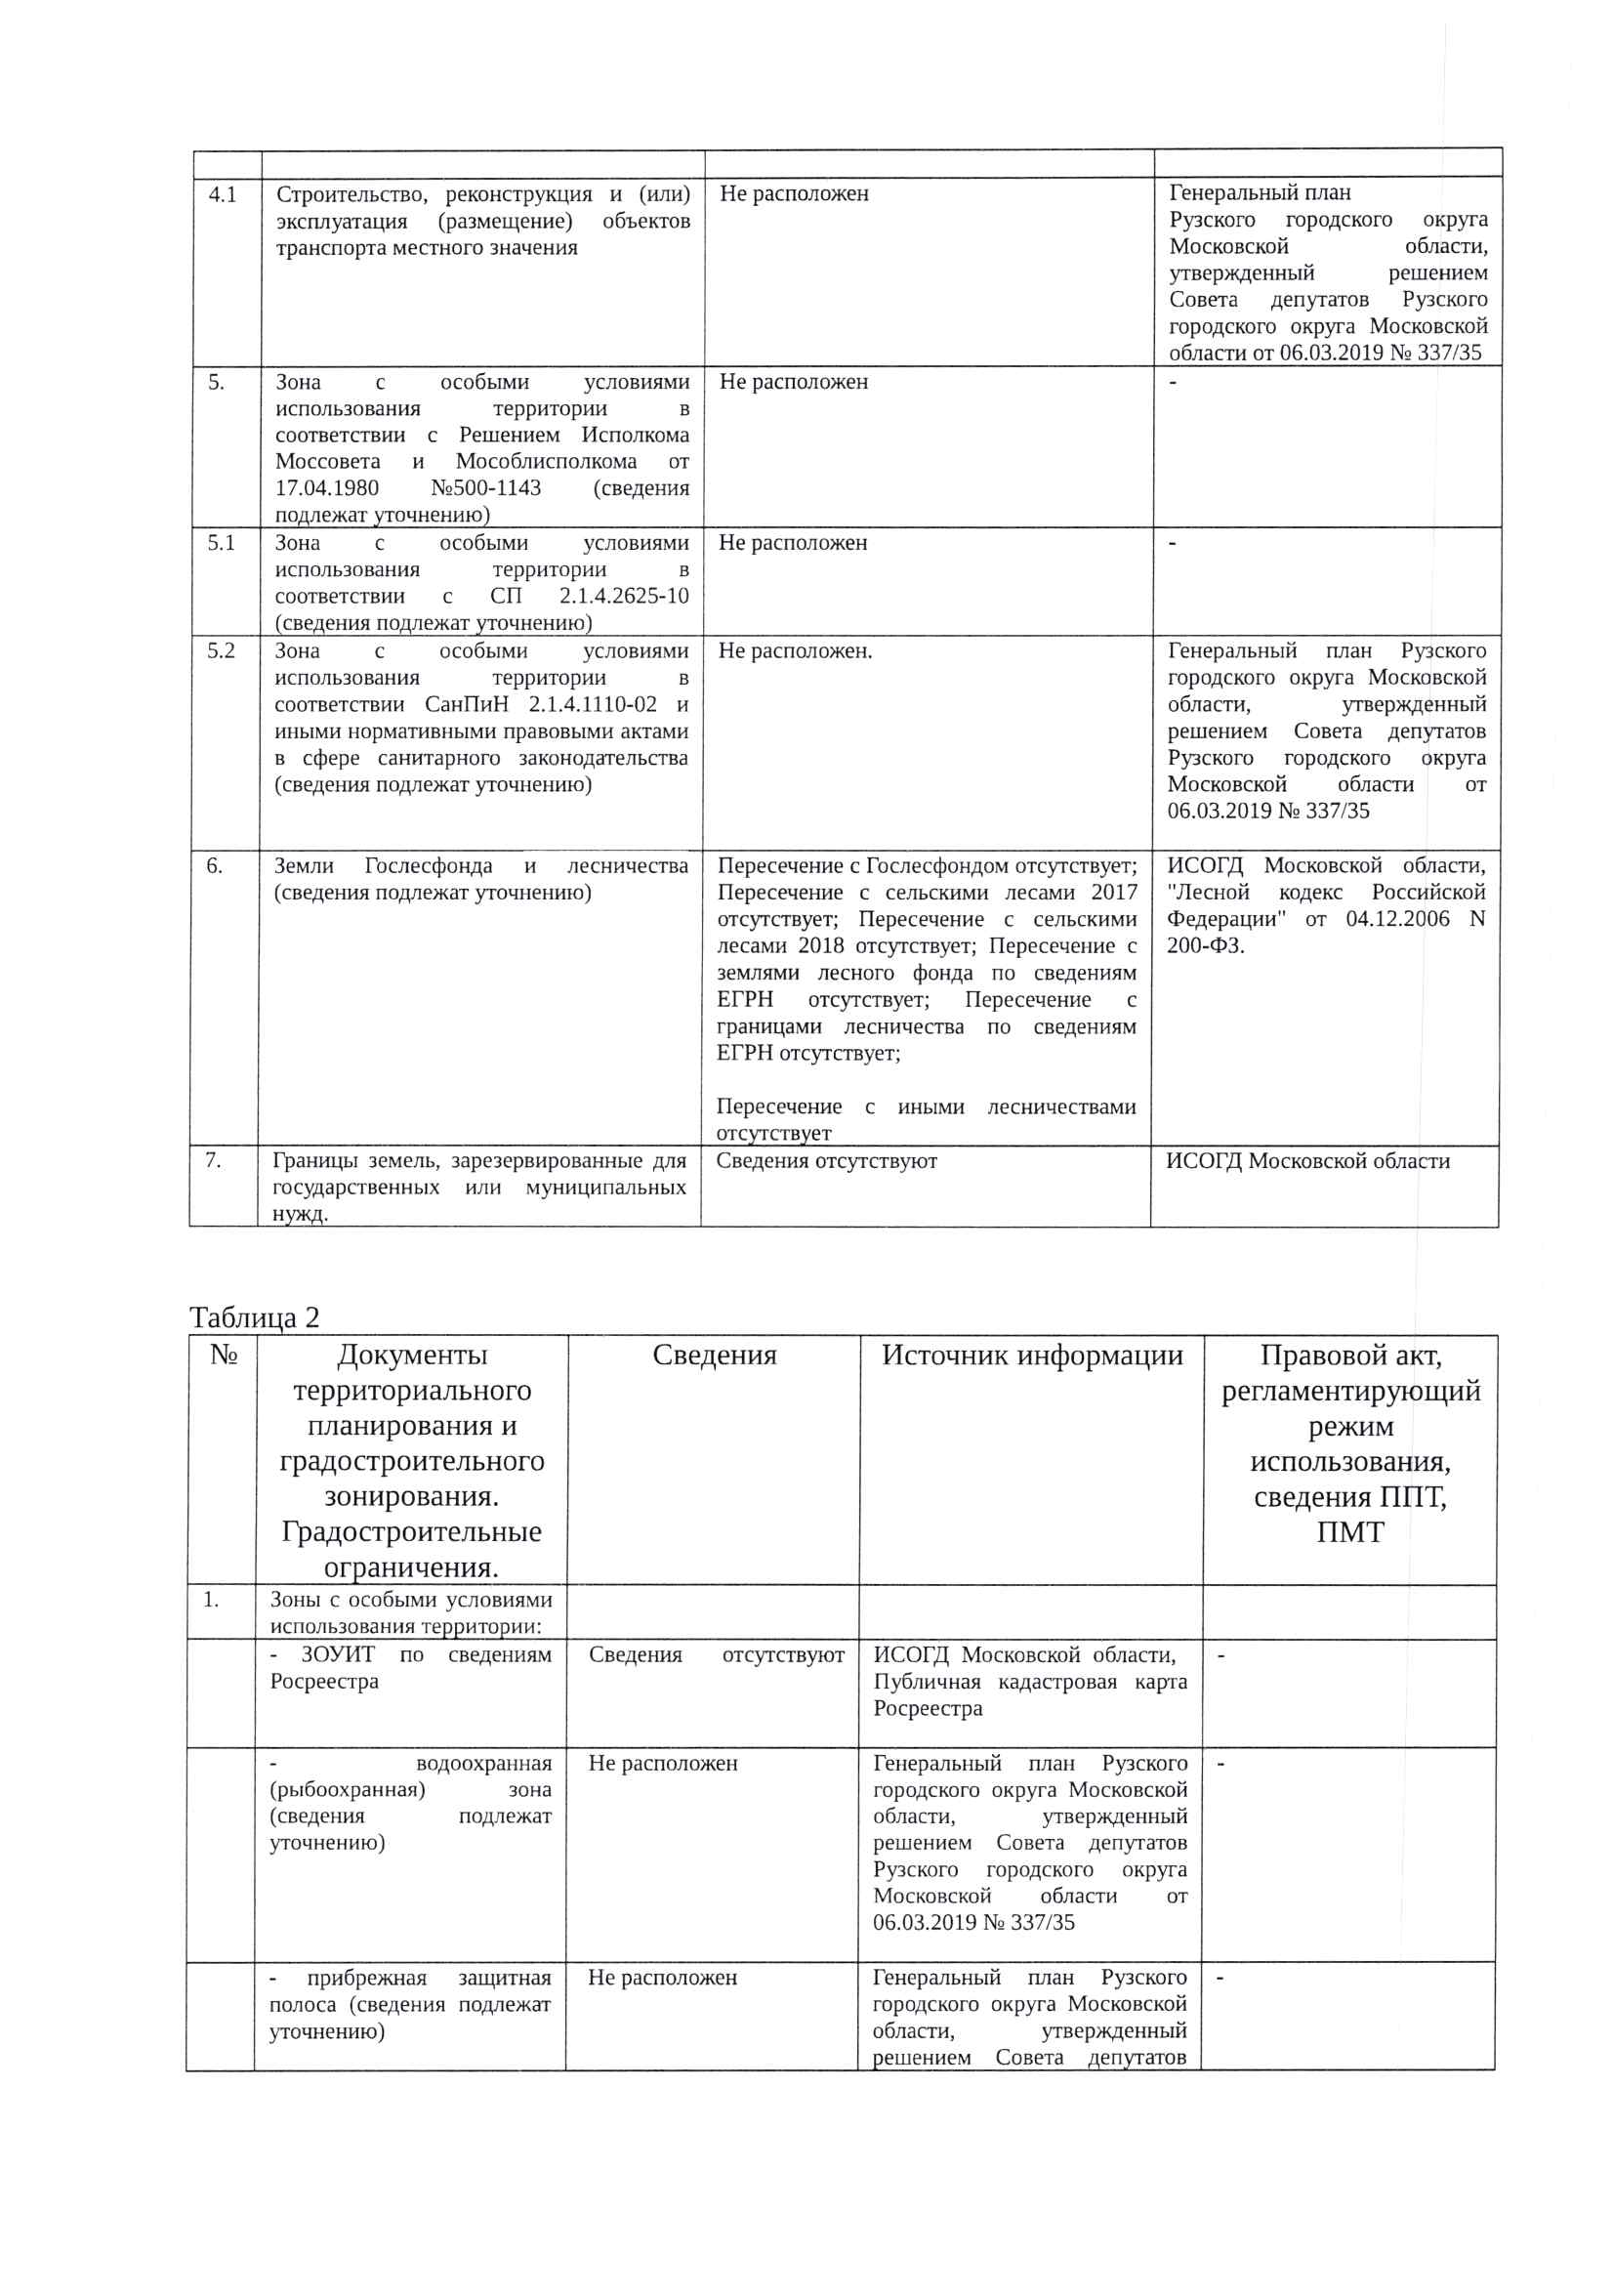 4.1
Строительство, реконструкция и (или)
эксплуатация (размещение) объектов
транспорта местного значения
Не расположен
Генеральный план
Рузского городского округа
Московской области,
утвержденный решением
Совета депутатов Рузского
городского округа Московской
области от 06.03.2019 № 337/35
5.
Зона с особыми условиями
использования территории в
соответствии с Решением Исполкома
Моссовета и Мособлисполкома от
17.04.1980 №500-1143 (сведения
подлежат уточнению)
Не расположен
-
5.1
Зона с особыми условиями
использования территории в
соответствии с СП 2.1.4.2625-10
(сведения подлежат уточнению)
Не расположен
-
5.2
Зона с особыми условиями
использования территории в
соответствии СанПиН 2.1.4.1110-02 и
иными нормативными правовыми актами
в сфере санитарного законодательства
(сведения подлежат уточнению)
Не расположен.
Генеральный план Рузского
городского округа Московской
области, утвержденный
решением Совета депутатов
Рузского городского округа
Московской области от
06.03.2019 № 337/35
6.
Земли Гослесфонда и лесничества
(сведения подлежат уточнению)
Пересечение с Гослесфондом отсутствует;
Пересечение с сельскими лесами 2017
отсутствует; Пересечение с сельскими
лесами 2018 отсутствует; Пересечение с
землями лесного фонда по сведениям
ЕГРН отсутствует; Пересечение с
границами лесничества по сведениям
ЕГРН отсутствует;
Пересечение с иными лесничествами
отсутствует
ИСОГД Московской области,
"Лесной кодекс Российской
Федерации" от 04.12.2006 N
200-ФЗ.
7.
Границы земель, зарезервированные для
государственных или муниципальных
нужд.
Сведения отсутствуют
ИСОГД Московской области
Таблица 2
№
Документы
территориального
планирования и
градостроительного
зонирования.
Градостроительные
ограничения.
Сведения
Источник информации
Правовой акт,
регламентирующий
режим
использования,
сведения ППТ,
ПМТ
1.
Зоны с особыми условиями
использования территории:
- ЗОУИТ по сведениям
Росреестра
Сведения отсутствуют
ИСОГД Московской области,
Публичная кадастровая карта
Росреестра
-
- водоохранная
(рыбоохранная) зона
(сведения подлежат
уточнению)
Не расположен
Генеральный план Рузского
городского округа Московской
области, утвержденный
решением Совета депутатов
Рузского городского округа
Московской области от
06.03.2019 № 337/35
-
- прибрежная защитная
полоса (сведения подлежат
уточнению)
Не расположен
Генеральный план Рузского
городского округа Московской
области, утвержденный
решением Совета депутатов
-